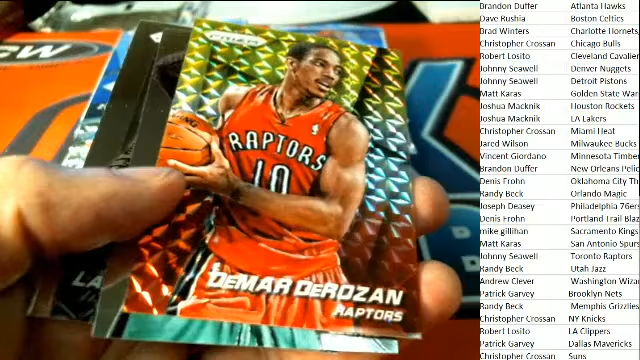 PRIZM
RAPTORS
10
DEMAR DEROZAN
RAPTORS
LA
Brandon Duffer Atlanta Hawks
Dave Rushia Boston Celtics
Brad Winters Charlotte Hornets,
Christopher Crossan Chicago Bulls
Robert Losito Cleveland Cavalier
Johnny Seawell Denver Nuggets
Johnny Seawell Detroit Pistons
Matt Karas Golden State War
Joshua Macknik Houston Rockets
Joshua Macknik LA Lakers
Christopher Crossan Miami Heat
Jared Wilson Milwaukee Bucks
Vincent Giordano Minnesota Timber
Brandon Duffer New Orleans Pelic
Denis Frohn Oklahoma City Th
Randy Beck Orlando Magic
Joseph Deasey Philadelphia 76ers
Denis Frohn Portland Trail Blaz
mike gillihan Sacramento Kings
Matt Karas San Antonio Spurs
Johnny Seawell Toronto Raptors
Randy Beck Utah Jazz
Andrew Clever Washington Wizar
Patrick Garvey Brooklyn Nets
Randy Beck Memphis Grizzlies
Christopher Crossan NY Knicks
Robert Losito LA Clippers
Patrick Garvey Dallas Mavericks
Christopher Crossan Suns